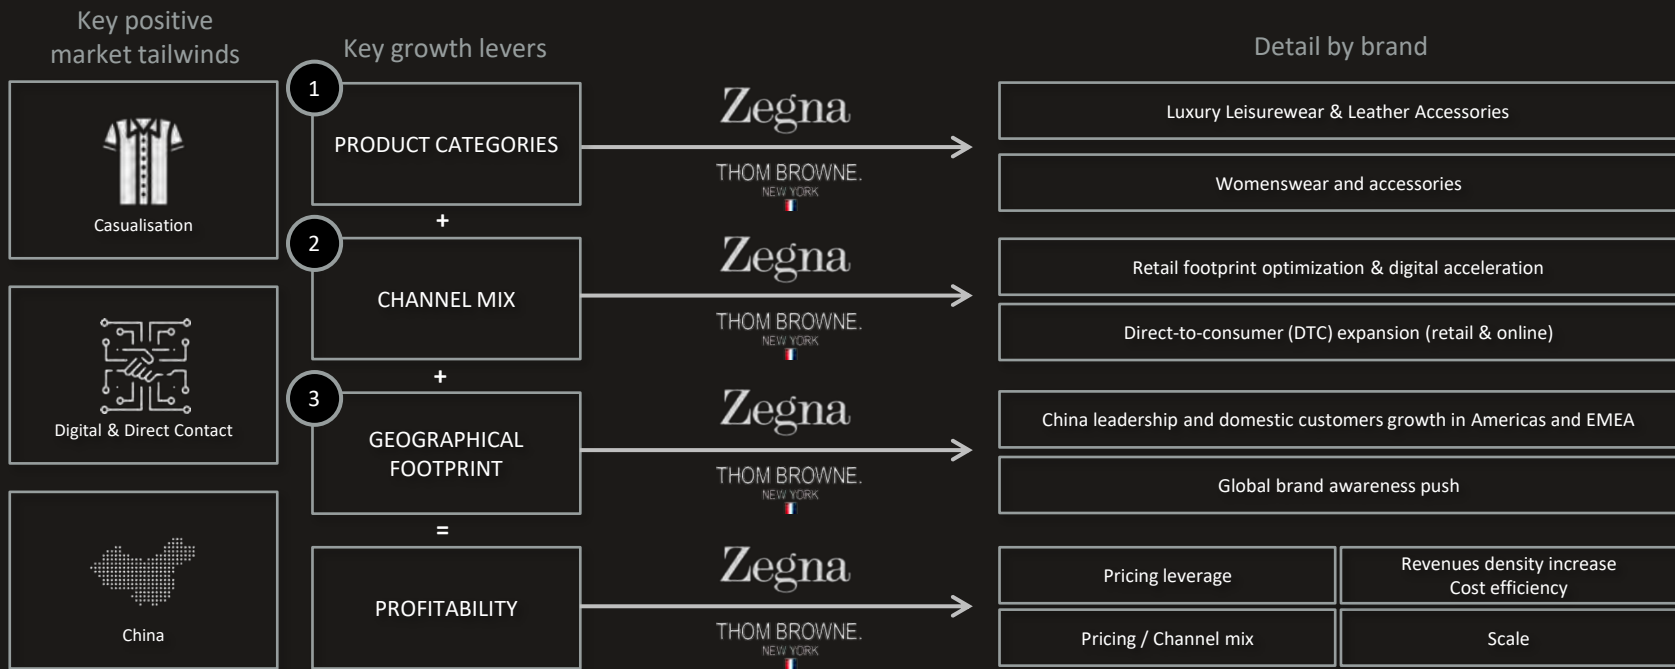 Key positive
market tailwinds
Casualisation
Digital & Direct Contact
China
Key growth levers
1
PRODUCT CATEGORIES
+
2
CHANNEL MIX
+
3
GEOGRAPHICAL
FOOTPRINT
=
PROFITABILITY
Zegna
THOM BROWNE.
NEW YORK
Zegna
THOM BROWNE.
NEW YORK
Zegna
THOM BROWNE.
NEW YORK
Zegna
THOM BROWNE.
NEW YORK
Detail by brand
Luxury Leisurewear & Leather Accessories
Womenswear and accessories
Retail footprint optimization & digital acceleration
Direct-to-consumer (DTC) expansion (retail & online)
China leadership and domestic customers growth in Americas and EMEA
Global brand awareness push
Pricing leverage
Revenues density increase
Cost efficiency
Pricing / Channel mix
Scale